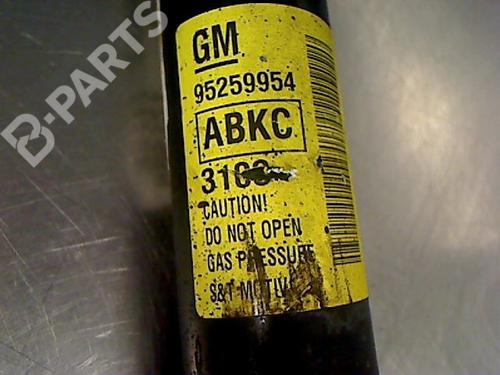 B-PARTS
GM
95259954
ABKC
CAUTION!
DO NOT OPEN
GAS PRESSURE
S&T